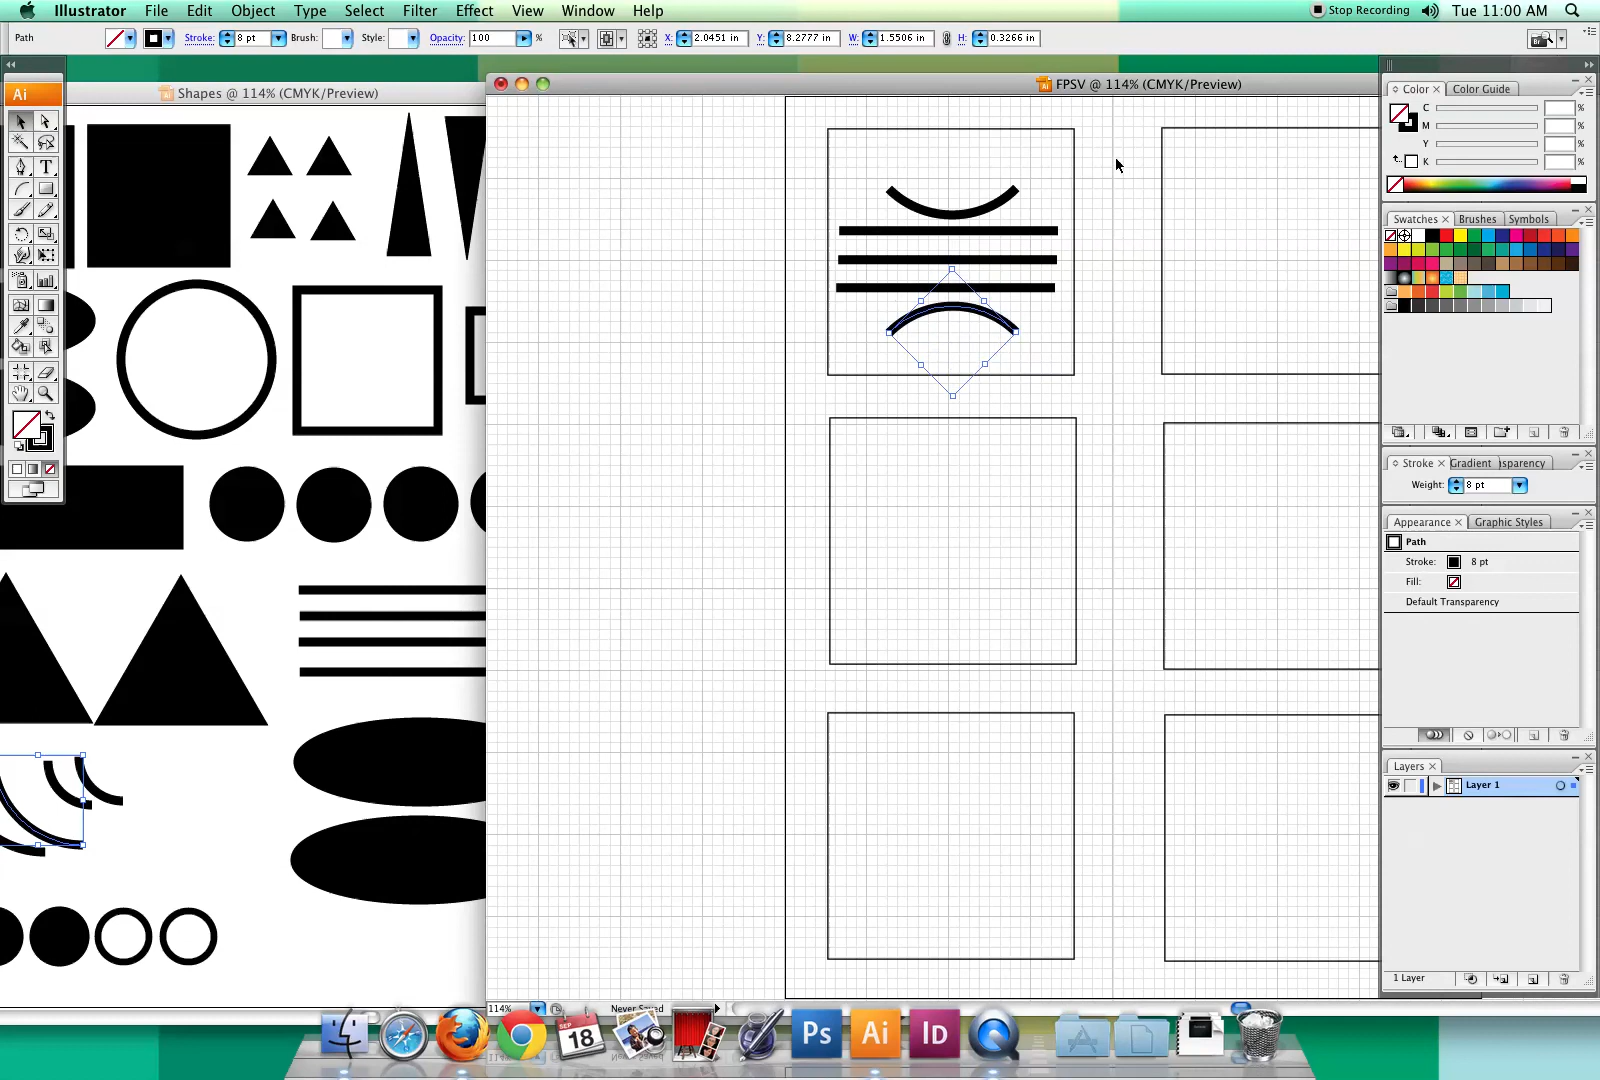 Illustrator File Edit Object Type Select Filter Effect View Window Help Stop Recording Tue 11:00 AM
Path Stroke: 8 pt Brush: Style: Opacity: 100 % X: 2.0451 in Y: 8.2777 in W: 1.5506 in H: 0.3266 in
Ai
Shapes @ 114% (CMYK/Preview)
FPSV @ 114% (CMYK/Preview)
Color Color Guide
C %
M %
Y %
K %
Swatches Brushes Symbols
T
Stroke Gradient
Weight: 8 pt
Appearance Graphic Styles
Path
Stroke: 8 pt
Fill:
Default Transparency
Layers
Layer 1
1 Layer
114% Never Saved
SEP
18
Ps
Ai
ID